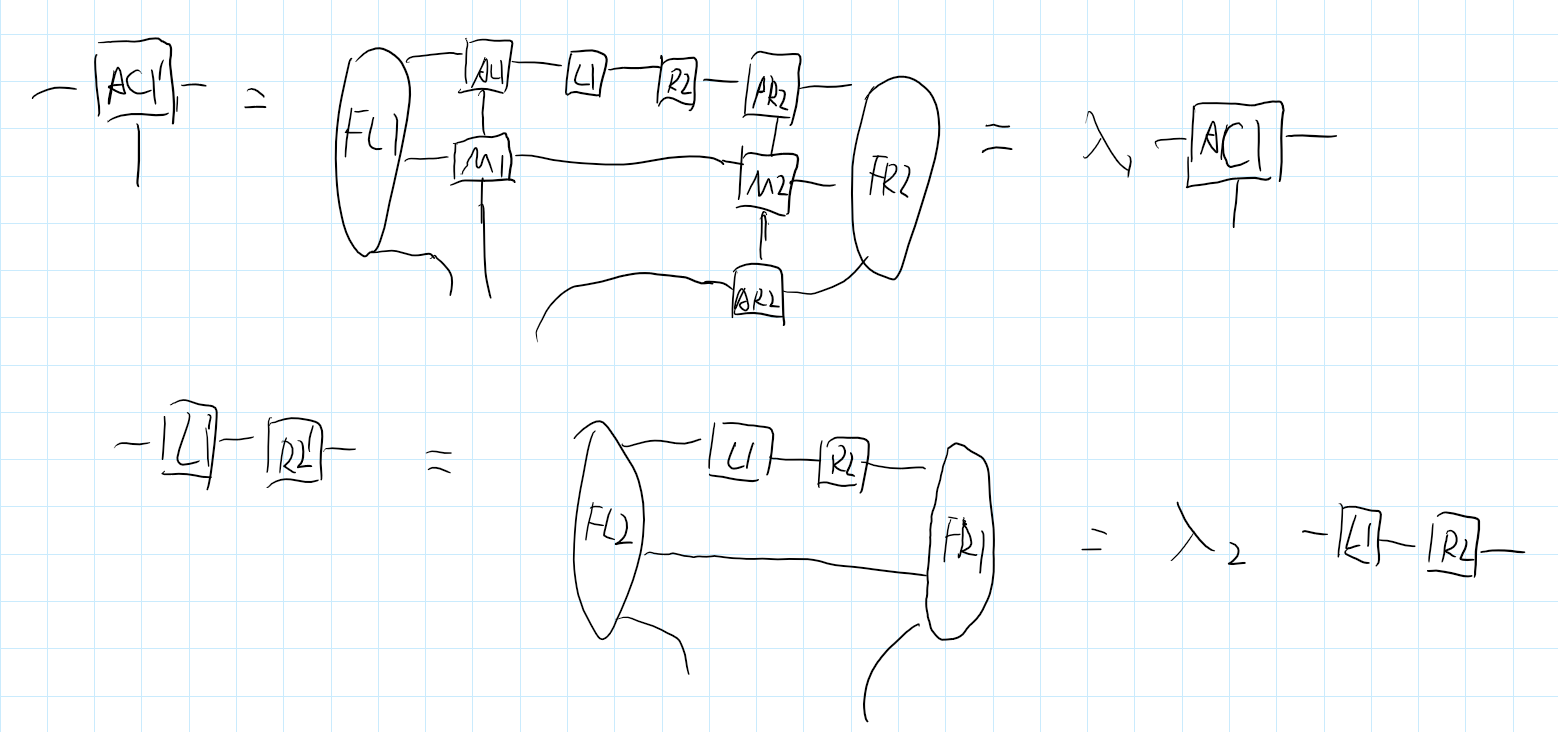 AC1' = FL1 AL1 L1 R2 AR2 FR2 = λ₁ AC1
M1 M2
AR2
L1' R2' = FL2 L1 R2 FR1 = λ₂ L1 R2